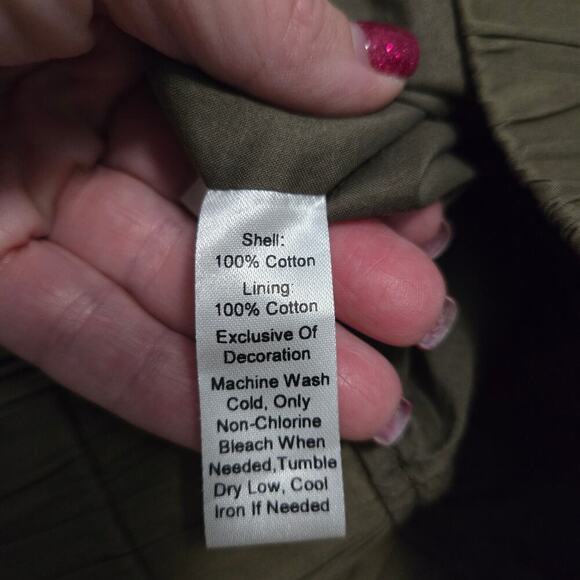 Shell:
100% Cotton
Lining:
100% Cotton
Exclusive Of
Decoration
Machine Wash
Cold, Only
Non-Chlorine
Bleach When
Needed,Tumble
Dry Low, Cool
Iron If Needed